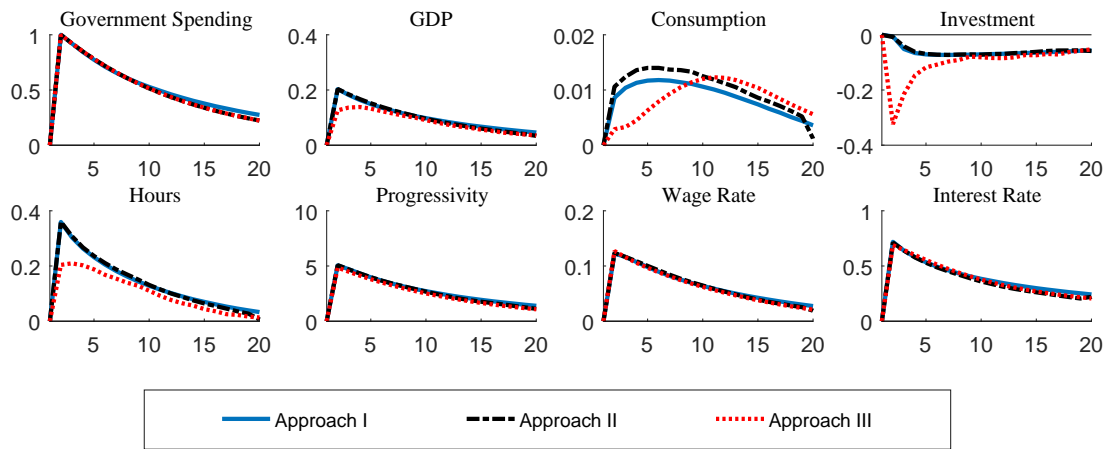 Government Spending GDP Consumption Investment
1 0.4 0.02 0
0.5 0.2 0.01 -0.2
0 0 0 -0.4
5 10 15 20 5 10 15 20 5 10 15 20 5 10 15 20
Hours Progressivity Wage Rate Interest Rate
0.4 10 0.2 1
0.2 5 0.1 0.5
0 0 0 0
5 10 15 20 5 10 15 20 5 10 15 20 5 10 15 20
Approach I Approach II Approach III